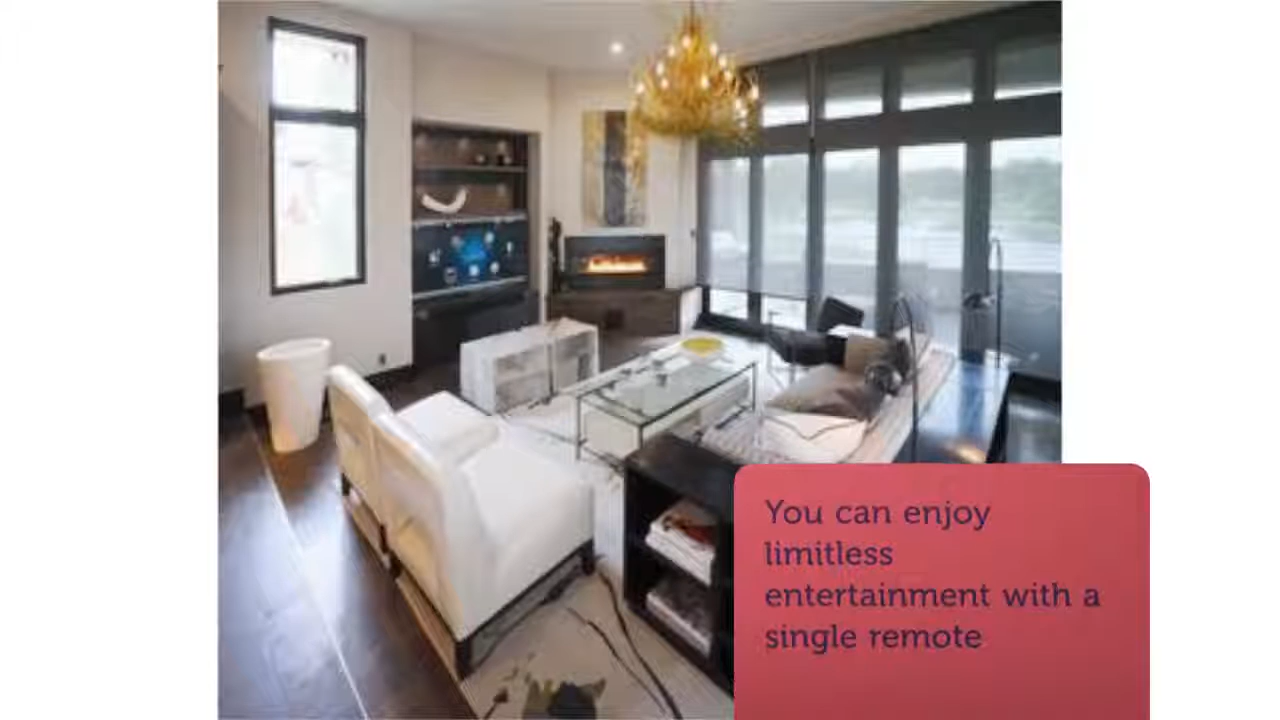 You can enjoy
limitless
entertainment with a
single remote